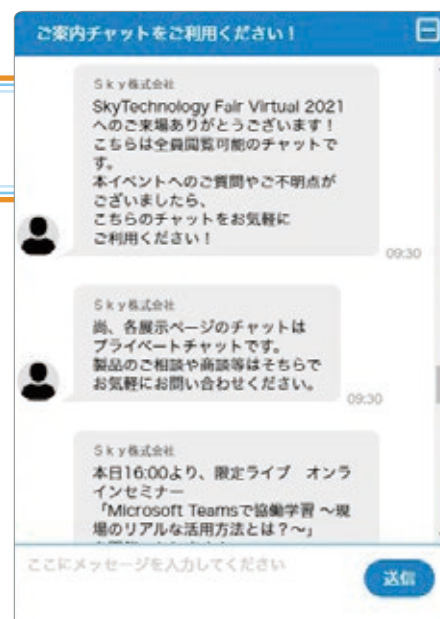 ご案内チャットをご利用ください！
Ｓｋｙ株式会社
SkyTechnology Fair Virtual 2021
へのご来場ありがとうございます！
こちらは全員閲覧可能のチャットで
す。
本イベントへのご質問やご不明点が
ございましたら、
こちらのチャットをお気軽に
ご利用ください！
09:30
Ｓｋｙ株式会社
尚、各展示ページのチャットは
プライベートチャットです。
製品のご相談や商談等はそちらで
お気軽にお問い合わせください。
09:30
Ｓｋｙ株式会社
本日16:00より、限定ライブ　オンラ
インセミナー
「Microsoft Teamsで協働学習 ～現
場のリアルな活用方法とは？～」
ここにメッセージを入力してください
送信